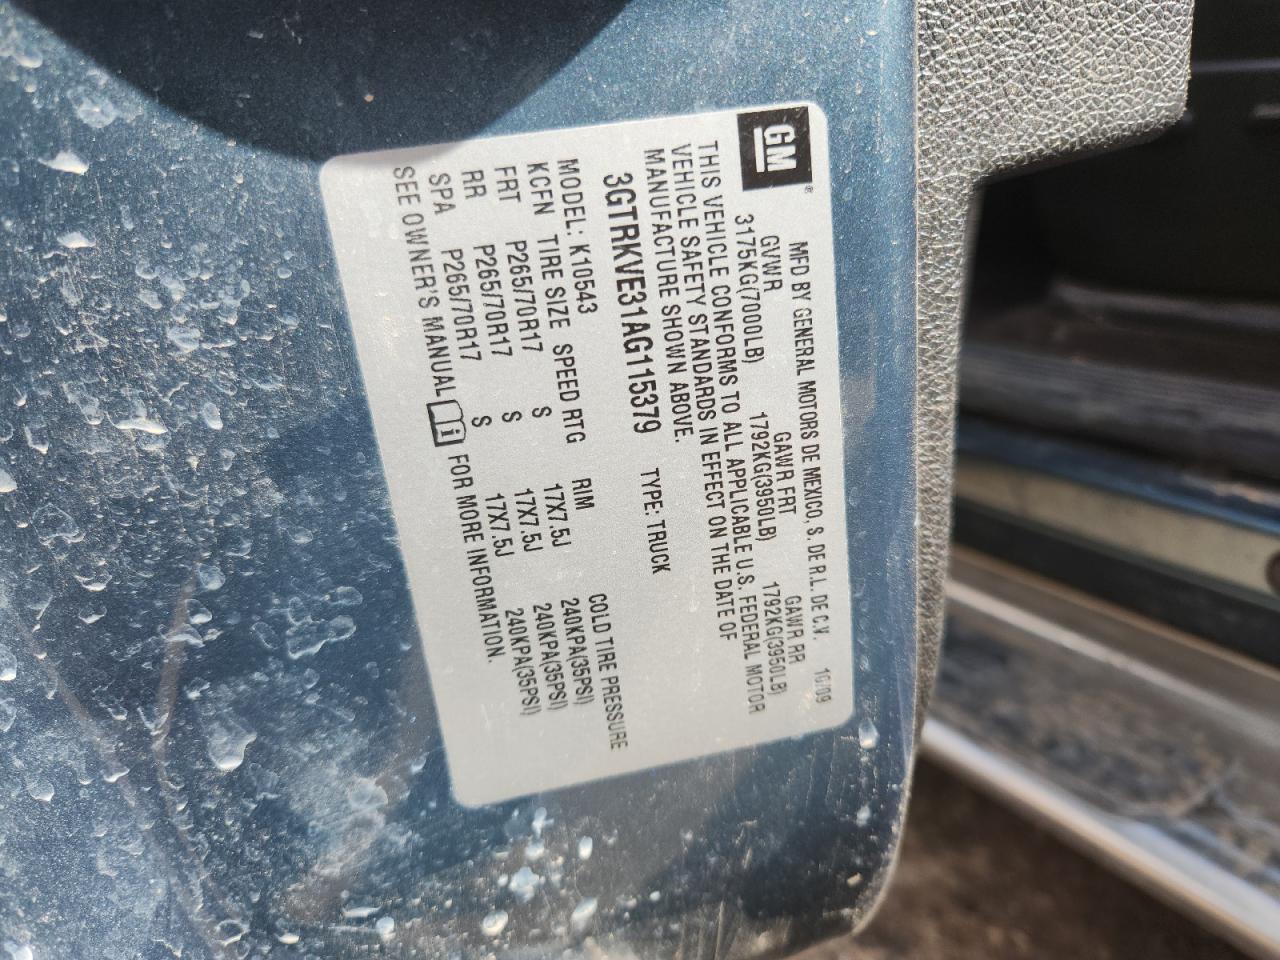 GM ®
MFD BY GENERAL MOTORS DE MEXICO, S. DE R.L. DE C.V. 10/09
GVWR GAWR FRT GAWR RR
3175KG(7000LB) 1792KG(3950LB) 1792KG(3950LB)
THIS VEHICLE CONFORMS TO ALL APPLICABLE U.S. FEDERAL MOTOR
VEHICLE SAFETY STANDARDS IN EFFECT ON THE DATE OF
MANUFACTURE SHOWN ABOVE.
3GTRKVE31AG115379 TYPE: TRUCK
MODEL: K10543
KCFN TIRE SIZE SPEED RTG RIM COLD TIRE PRESSURE
FRT P265/70R17 S 17X7.5J 240KPA(35PSI)
RR P265/70R17 S 17X7.5J 240KPA(35PSI)
SPA P265/70R17 S 17X7.5J 240KPA(35PSI)
SEE OWNER'S MANUAL i FOR MORE INFORMATION.